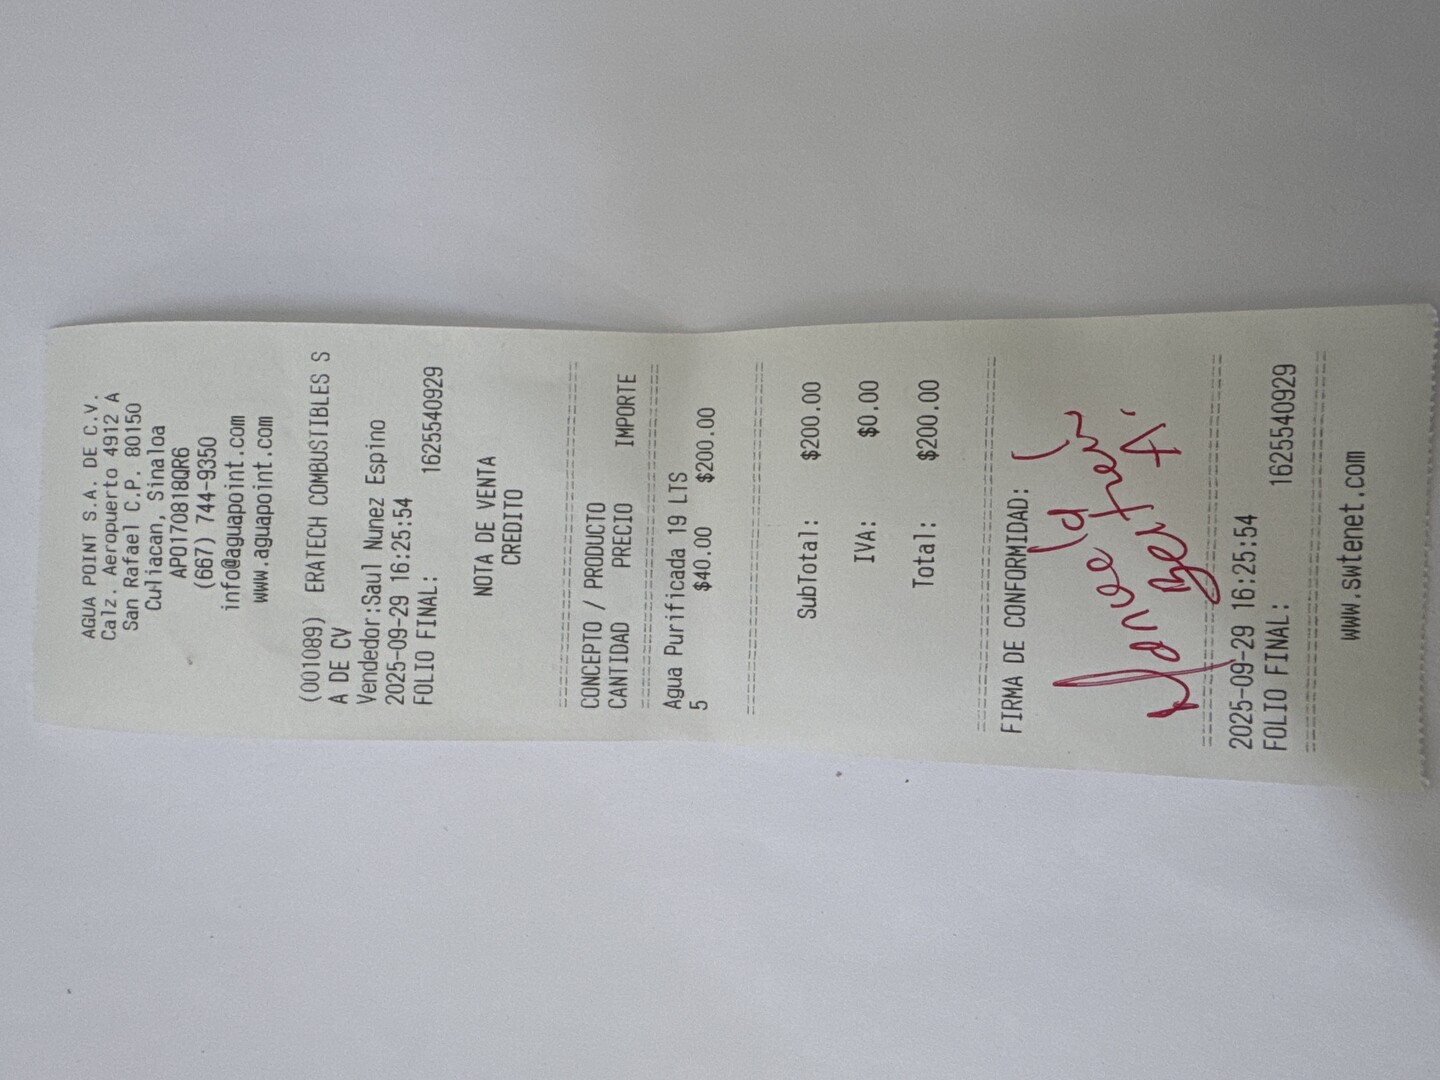 AGUA POINT S.A. DE C.V.
Calz. Aeropuerto 4912 A
San Rafael C.P. 80150
Culiacan, Sinaloa
APO170818QR6
(667) 744-9350
info@aguapoint.com
www.aguapoint.com
(001089) ERATECH COMBUSTIBLES S
A DE CV
Vendedor:Saul Nunez Espino
2025-09-29 16:25:54
FOLIO FINAL: 1625540929
NOTA DE VENTA
CREDITO
CONCEPTO / PRODUCTO
CANTIDAD PRECIO IMPORTE
Agua Purificada 19 LTS
5 $40.00 $200.00
SubTotal: $200.00
IVA: $0.00
Total: $200.00
FIRMA DE CONFORMIDAD:
2025-09-29 16:25:54
FOLIO FINAL: 1625540929
www.swtenet.com